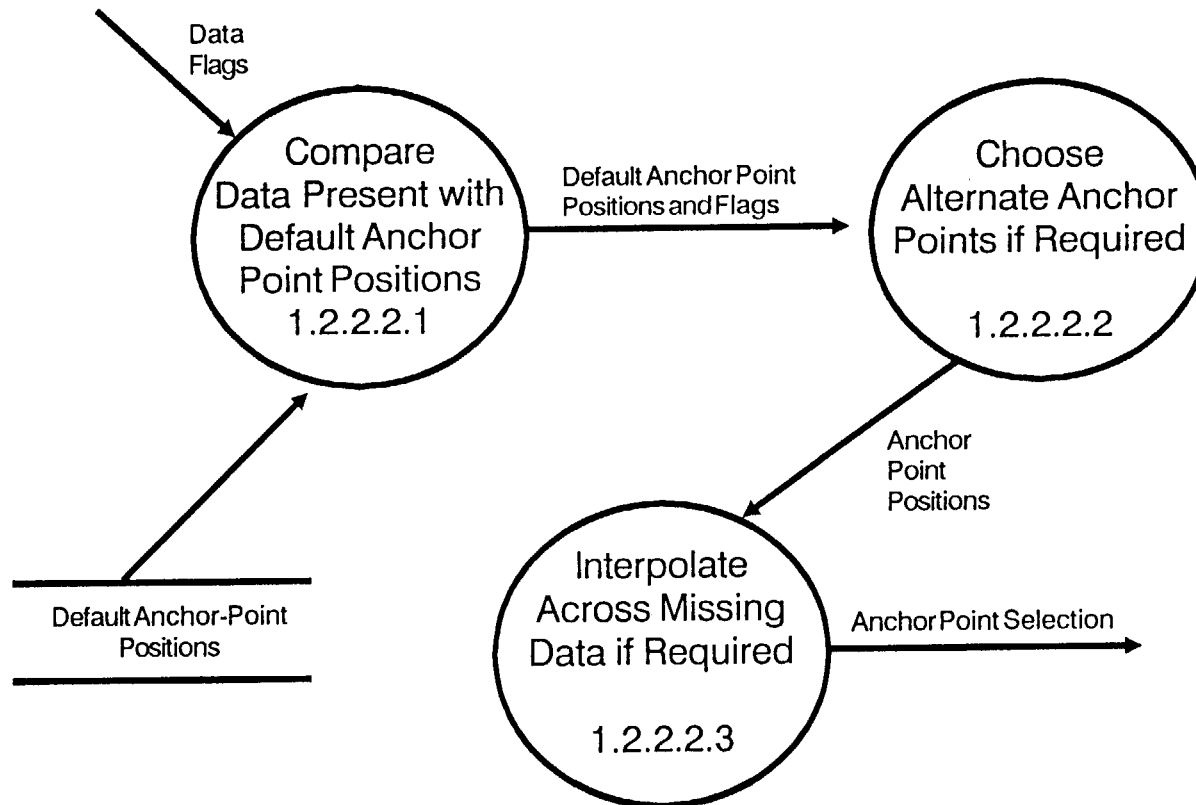 Data
Flags
Compare
Data Present with
Default Anchor
Point Positions
1.2.2.2.1
Default Anchor Point
Positions and Flags
Choose
Alternate Anchor
Points if Required
1.2.2.2.2
Anchor
Point
Positions
Default Anchor-Point
Positions
Interpolate
Across Missing
Data if Required
1.2.2.2.3
Anchor Point Selection